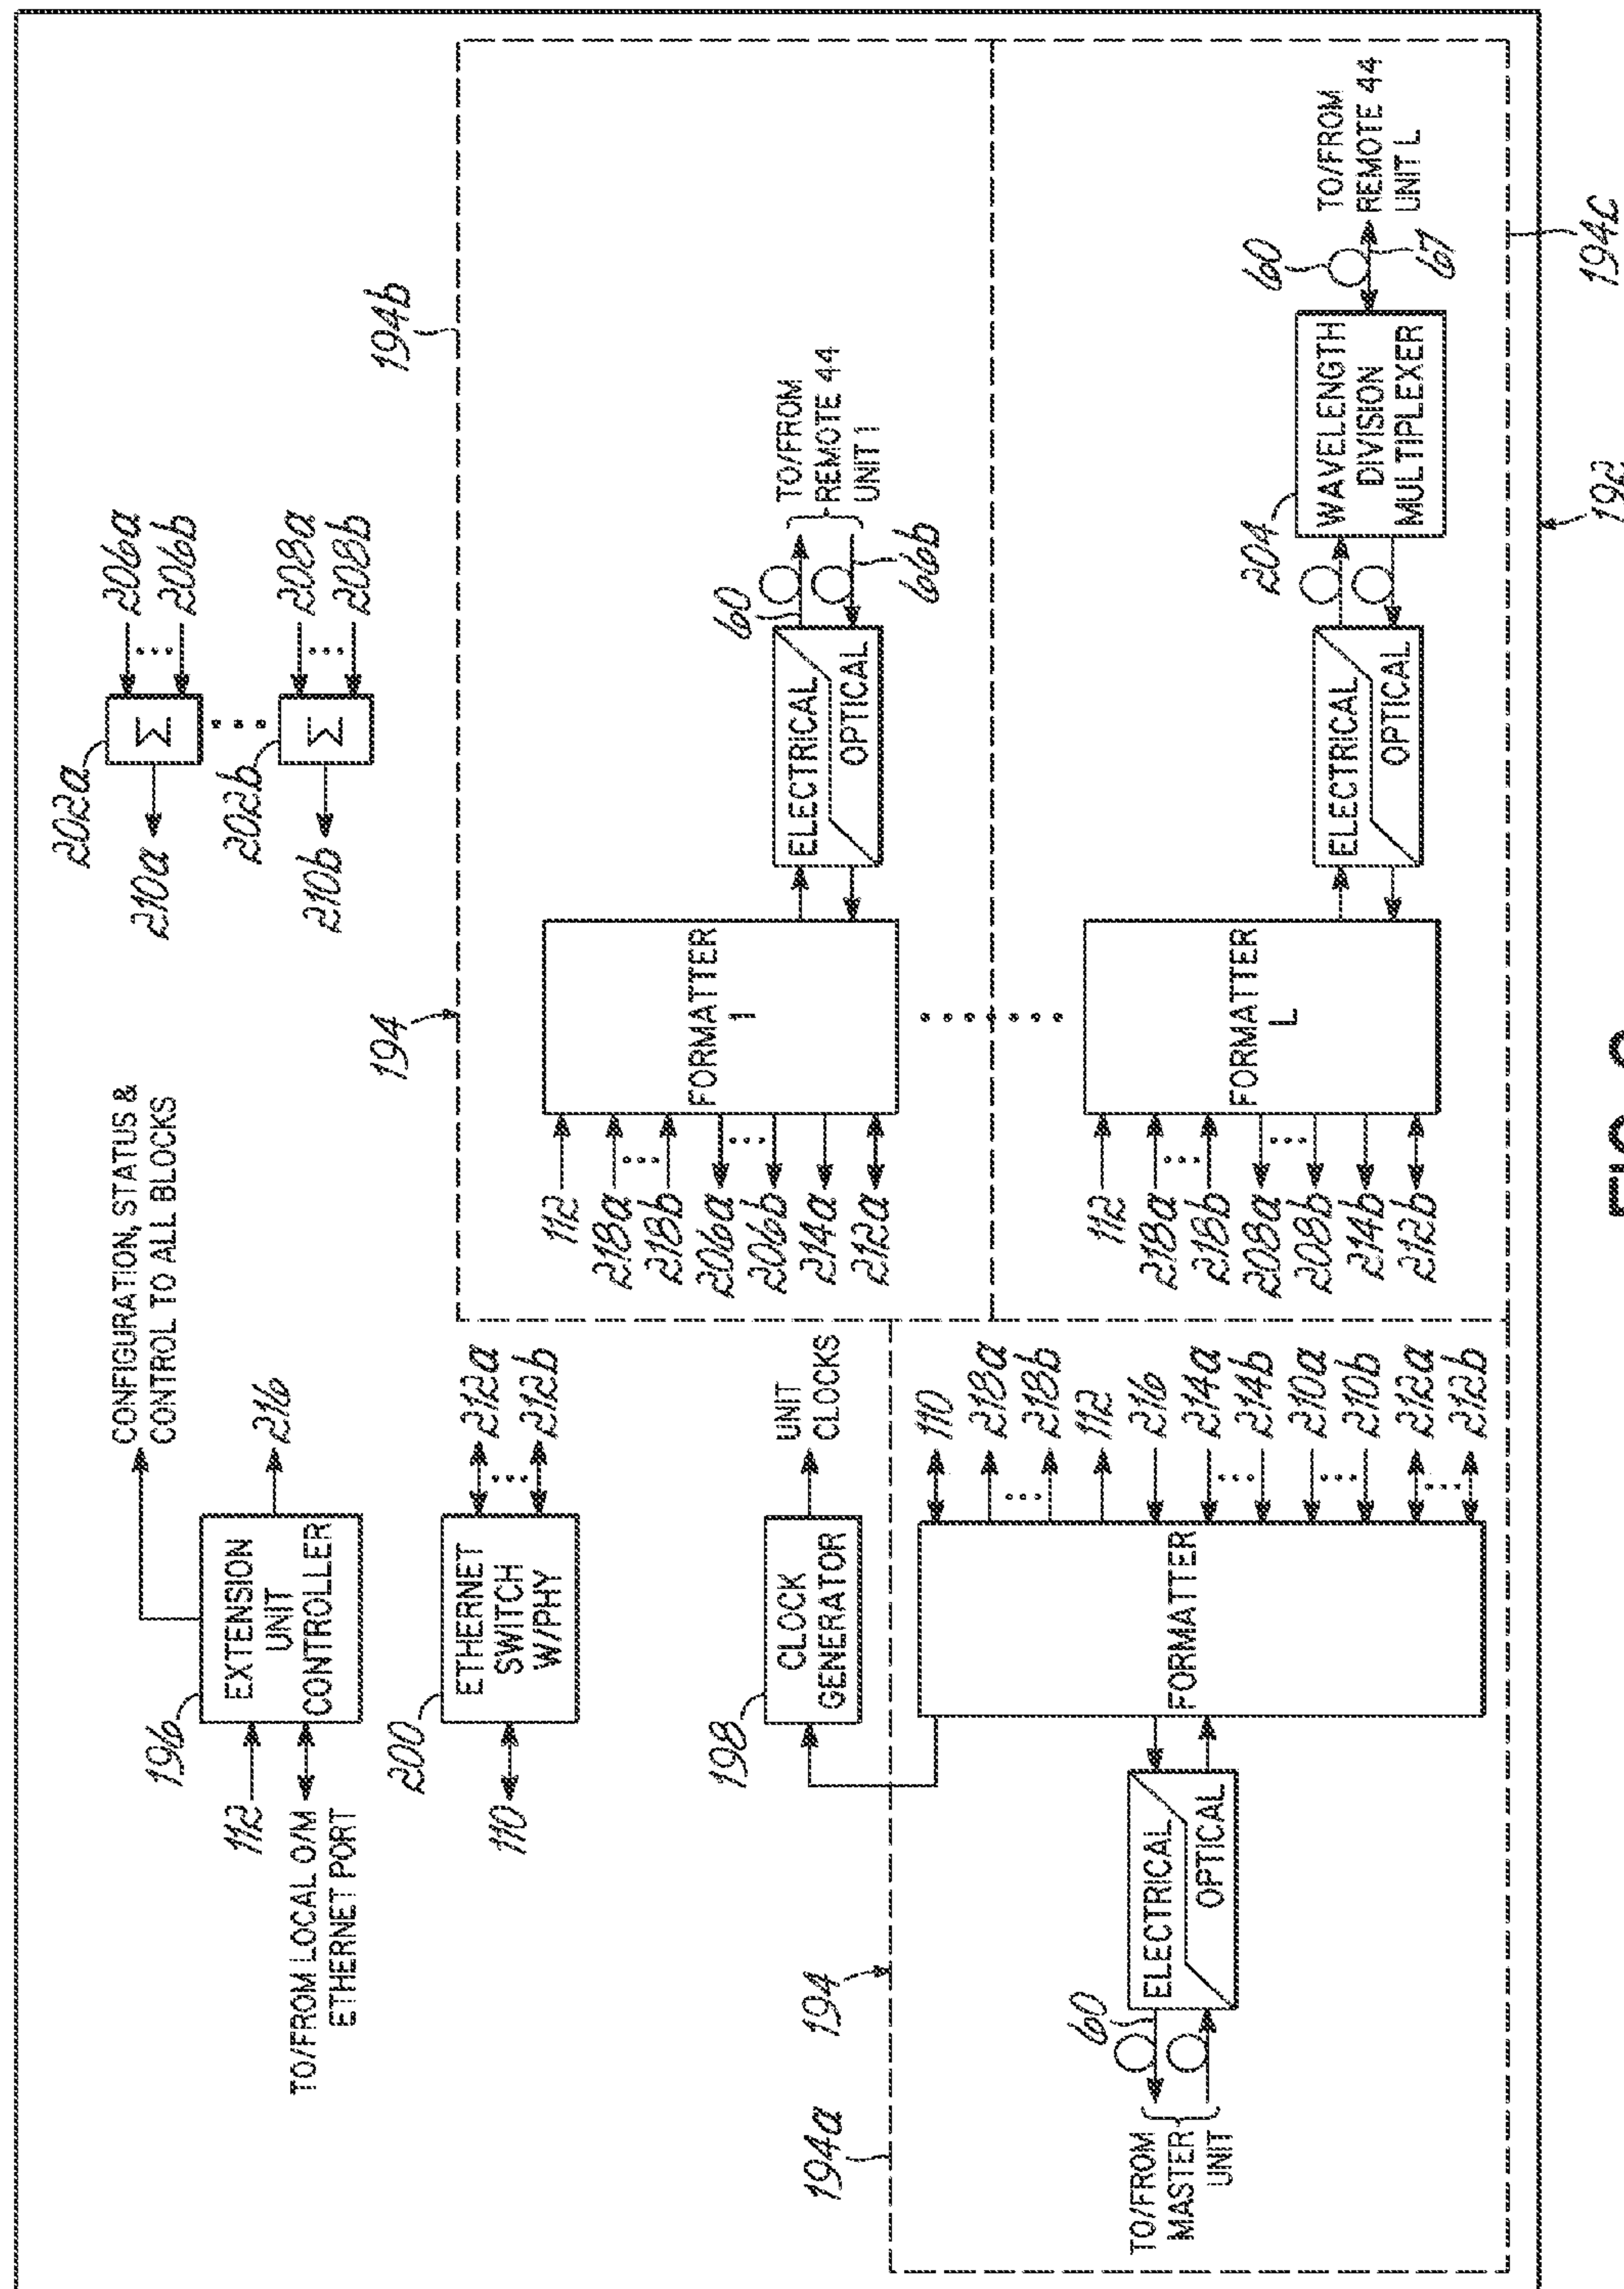 CONFIGURATION, STATUS &
CONTROL TO ALL BLOCKS
196
EXTENSION
UNIT
CONTROLLER
112
216
TO/FROM LOCAL O/M
ETHERNET PORT
200
ETHERNET
SWITCH
W/PHY
110
212a
212b
198
CLOCK
GENERATOR
UNIT
CLOCKS
202a
Σ
206a
206b
210a
202b
Σ
208a
208b
210b
194a
194
TO/FROM
MASTER
UNIT
60
ELECTRICAL
OPTICAL
FORMATTER
110
218a
218b
112
216
214a
214b
210a
210b
212a
212b
194
194b
112
218a
218b
206a
206b
214a
212a
FORMATTER
1
ELECTRICAL
OPTICAL
60
66b
TO/FROM
REMOTE 44
UNIT 1
112
218a
218b
208a
208b
214b
212b
FORMATTER
L
ELECTRICAL
OPTICAL
204
WAVELENGTH
DIVISION
MULTIPLEXER
60
67
TO/FROM
REMOTE 44
UNIT L
194c
192
FIG.